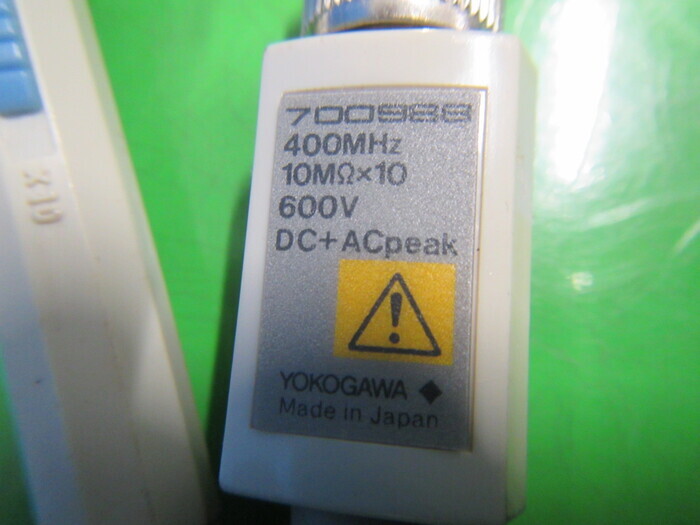 700988
400MHz
10MΩ×10
600V
DC+ACpeak
YOKOGAWA
Made in Japan
X10